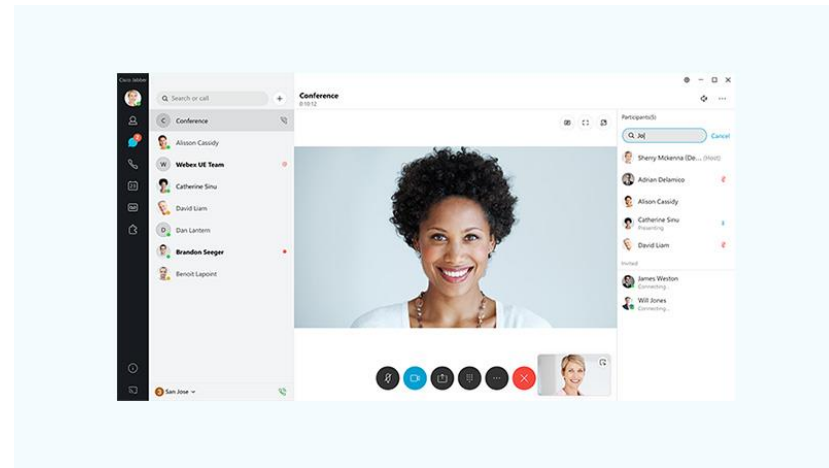 Cisco Jabber
Search or call
+
C Conference
Alisson Cassidy
W Webex UE Team
Catherine Sinu
David Liam
D Dan Lantern
Brandon Seeger
Benoit Lapoint
San Jose
Conference
0:10:12
Participants(5)
Jo
Cancel
Sherry Mckenna (De... (Host)
Adrian Delamico
Alison Cassidy
Catherine Sinu
Presenting
David Liam
Invited
James Weston
Connecting...
Will Jones
Connecting...